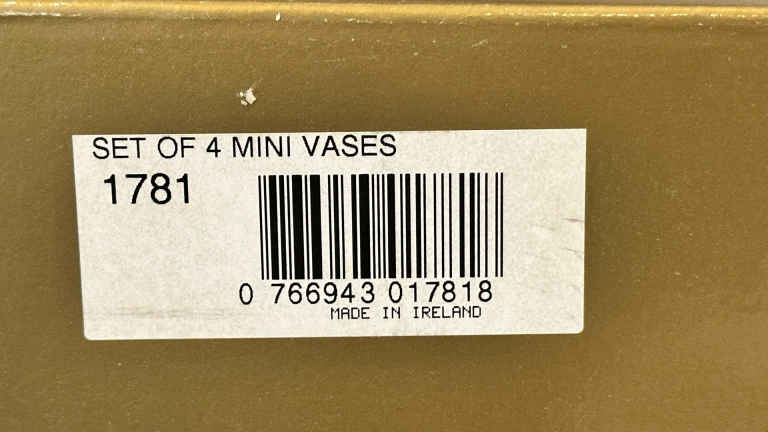 SET OF 4 MINI VASES
1781
0 766943 017818
MADE IN IRELAND